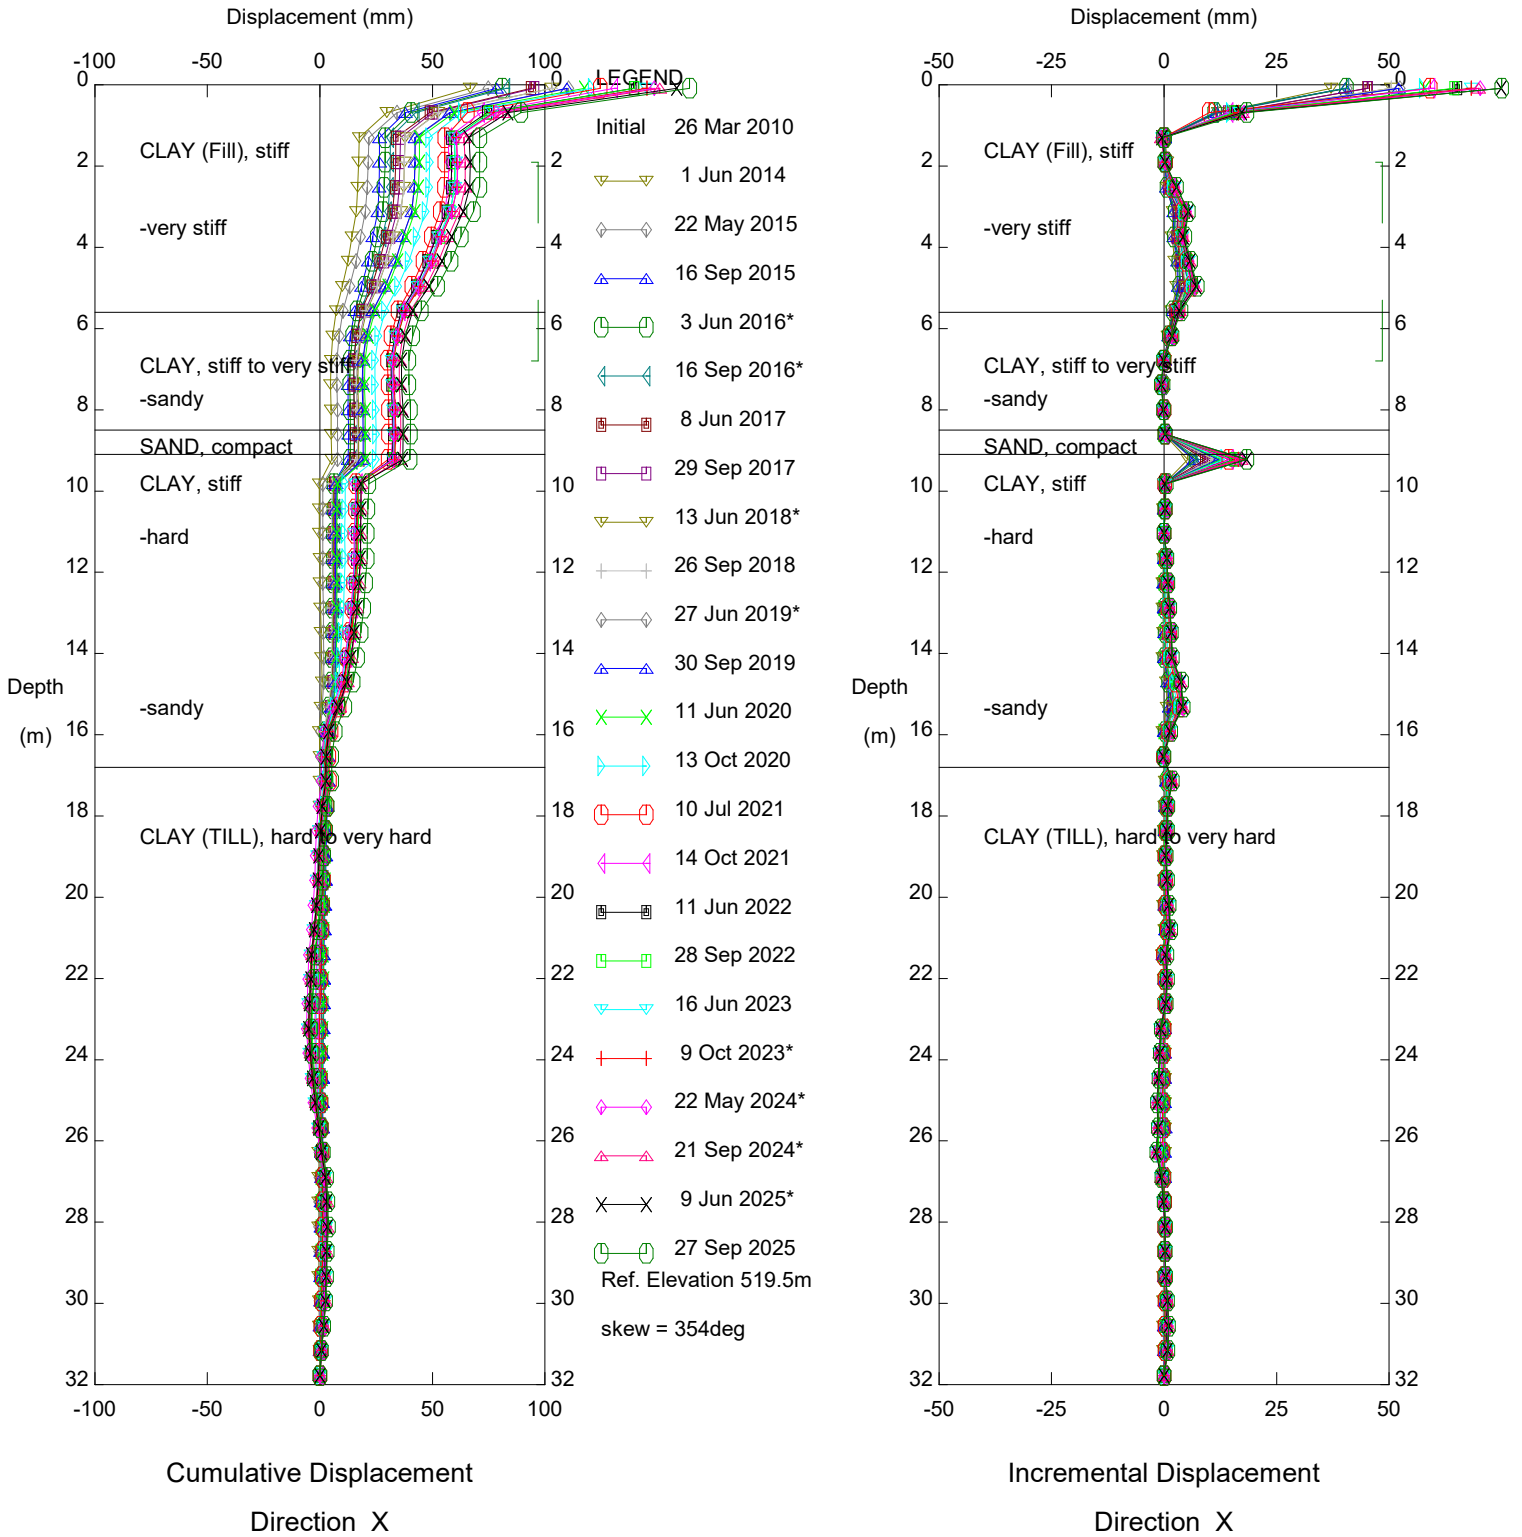 Displacement (mm)
-100 -50 0 50 100
0 0
2 2
4 4
6 6
8 8
10 10
12 12
14 14
16 16
18 18
20 20
22 22
24 24
26 26
28 28
30 30
32 32
-100 -50 0 50 100
Depth
(m)
CLAY (Fill), stiff
-very stiff
CLAY, stiff to very stiff
-sandy
SAND, compact
CLAY, stiff
-hard
-sandy
CLAY (TILL), hard to very hard
Cumulative Displacement
Direction X
LEGEND
Initial 26 Mar 2010
1 Jun 2014
22 May 2015
16 Sep 2015
3 Jun 2016*
16 Sep 2016*
8 Jun 2017
29 Sep 2017
13 Jun 2018*
26 Sep 2018
27 Jun 2019*
30 Sep 2019
11 Jun 2020
13 Oct 2020
10 Jul 2021
14 Oct 2021
11 Jun 2022
28 Sep 2022
16 Jun 2023
9 Oct 2023*
22 May 2024*
21 Sep 2024*
9 Jun 2025*
27 Sep 2025
Ref. Elevation 519.5m
skew = 354deg
Displacement (mm)
-50 -25 0 25 50
0 0
2 2
4 4
6 6
8 8
10 10
12 12
14 14
16 16
18 18
20 20
22 22
24 24
26 26
28 28
30 30
32 32
-50 -25 0 25 50
Depth
(m)
CLAY (Fill), stiff
-very stiff
CLAY, stiff to very stiff
-sandy
SAND, compact
CLAY, stiff
-hard
-sandy
CLAY (TILL), hard to very hard
Incremental Displacement
Direction X